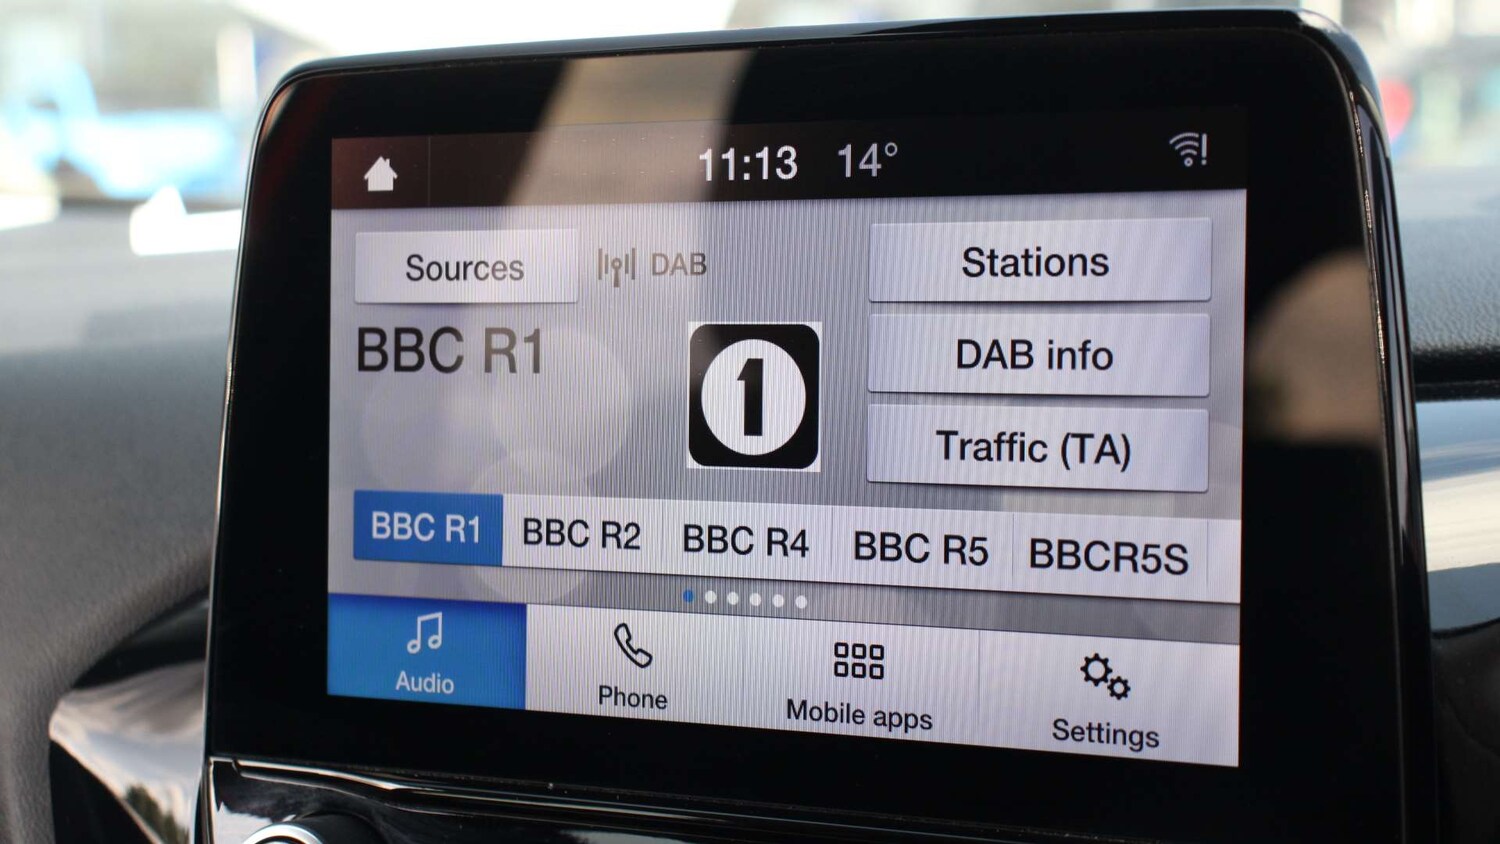 11:13 14°
Sources DAB Stations
BBC R1
1
DAB info
Traffic (TA)
BBC R1 BBC R2 BBC R4 BBC R5 BBCR5S
Audio Phone Mobile apps Settings